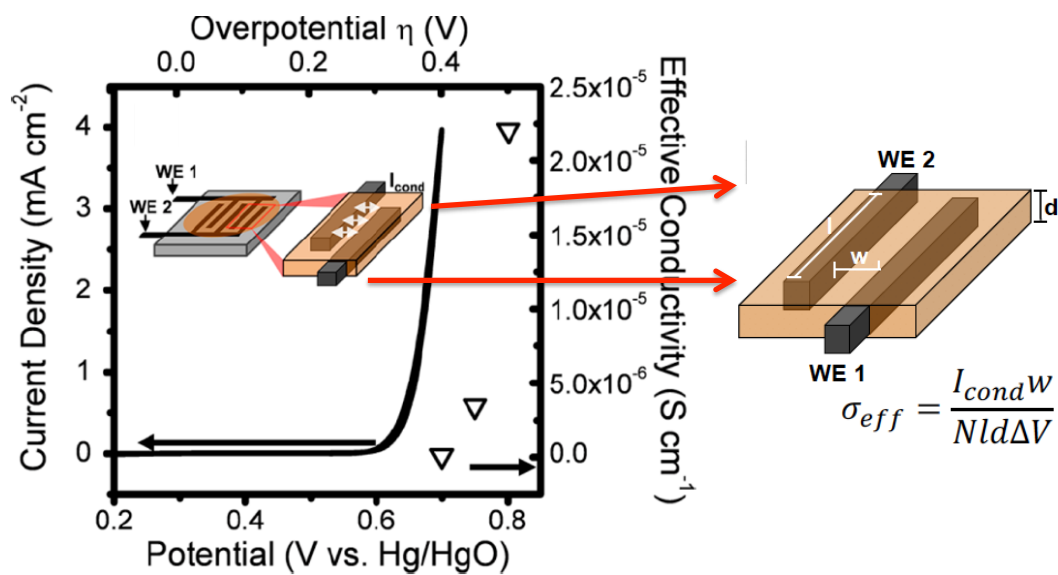 Overpotential η (V)
0.0 0.2 0.4
Current Density (mA cm⁻²)
4
3
2
1
0
0.2 0.4 0.6 0.8
Potential (V vs. Hg/HgO)
2.5x10⁻⁵
2.0x10⁻⁵
1.5x10⁻⁵
1.0x10⁻⁵
5.0x10⁻⁶
0.0
Effective Conductivity (S cm⁻¹)
WE 1
WE 2
I_cond
WE 2
l
w
d
WE 1
σ_eff = I_cond w / NldΔV